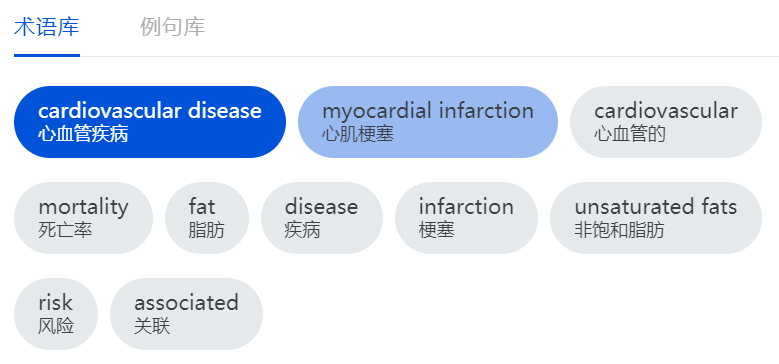 术语库 例句库
cardiovascular disease myocardial infarction cardiovascular
心血管疾病 心肌梗塞 心血管的
mortality fat disease infarction unsaturated fats
死亡率 脂肪 疾病 梗塞 非饱和脂肪
risk associated
风险 关联